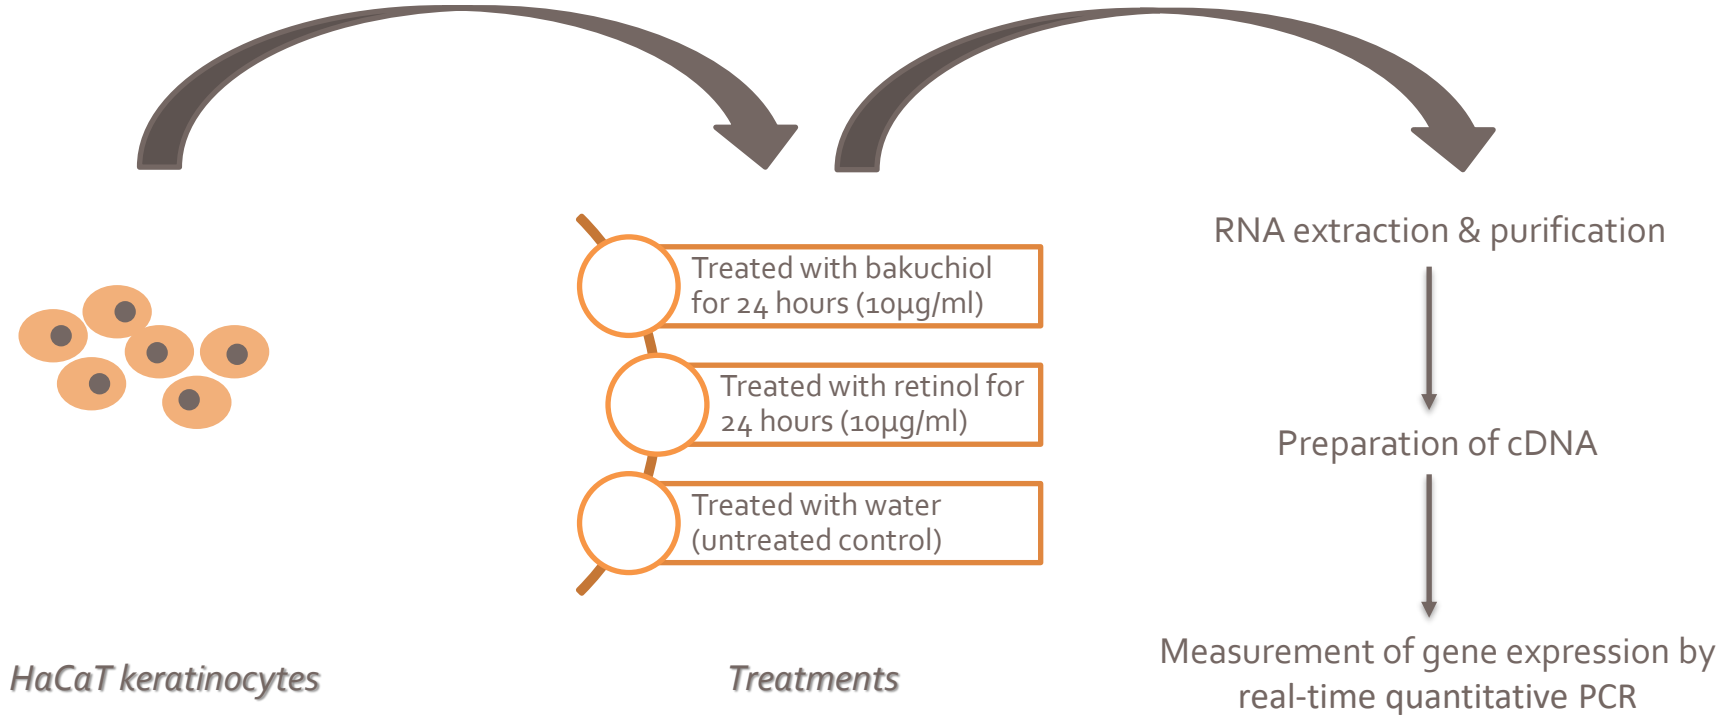 Treated with bakuchiol
for 24 hours (10µg/ml)
Treated with retinol for
24 hours (10µg/ml)
Treated with water
(untreated control)
RNA extraction & purification
Preparation of cDNA
Measurement of gene expression by
real-time quantitative PCR
HaCaT keratinocytes
Treatments